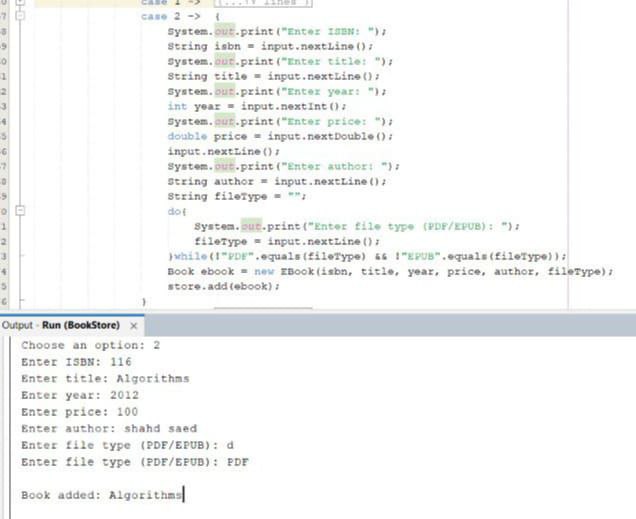 case 1 -> {...17 lines }
case 2 -> {
System.out.print("Enter ISBN: ");
String isbn = input.nextLine();
System.out.print("Enter title: ");
String title = input.nextLine();
System.out.print("Enter year: ");
int year = input.nextInt();
System.out.print("Enter price: ");
double price = input.nextDouble();
input.nextLine();
System.out.print("Enter author: ");
String author = input.nextLine();
String fileType = "";
do{
System.out.print("Enter file type (PDF/EPUB): ");
fileType = input.nextLine();
}while(!"PDF".equals(fileType) && !"EPUB".equals(fileType));
Book ebook = new EBook(isbn, title, year, price, author, fileType);
store.add(ebook);
}
Output - Run (BookStore) ×
Choose an option: 2
Enter ISBN: 116
Enter title: Algorithms
Enter year: 2012
Enter price: 100
Enter author: shahd saed
Enter file type (PDF/EPUB): d
Enter file type (PDF/EPUB): PDF
Book added: Algorithms